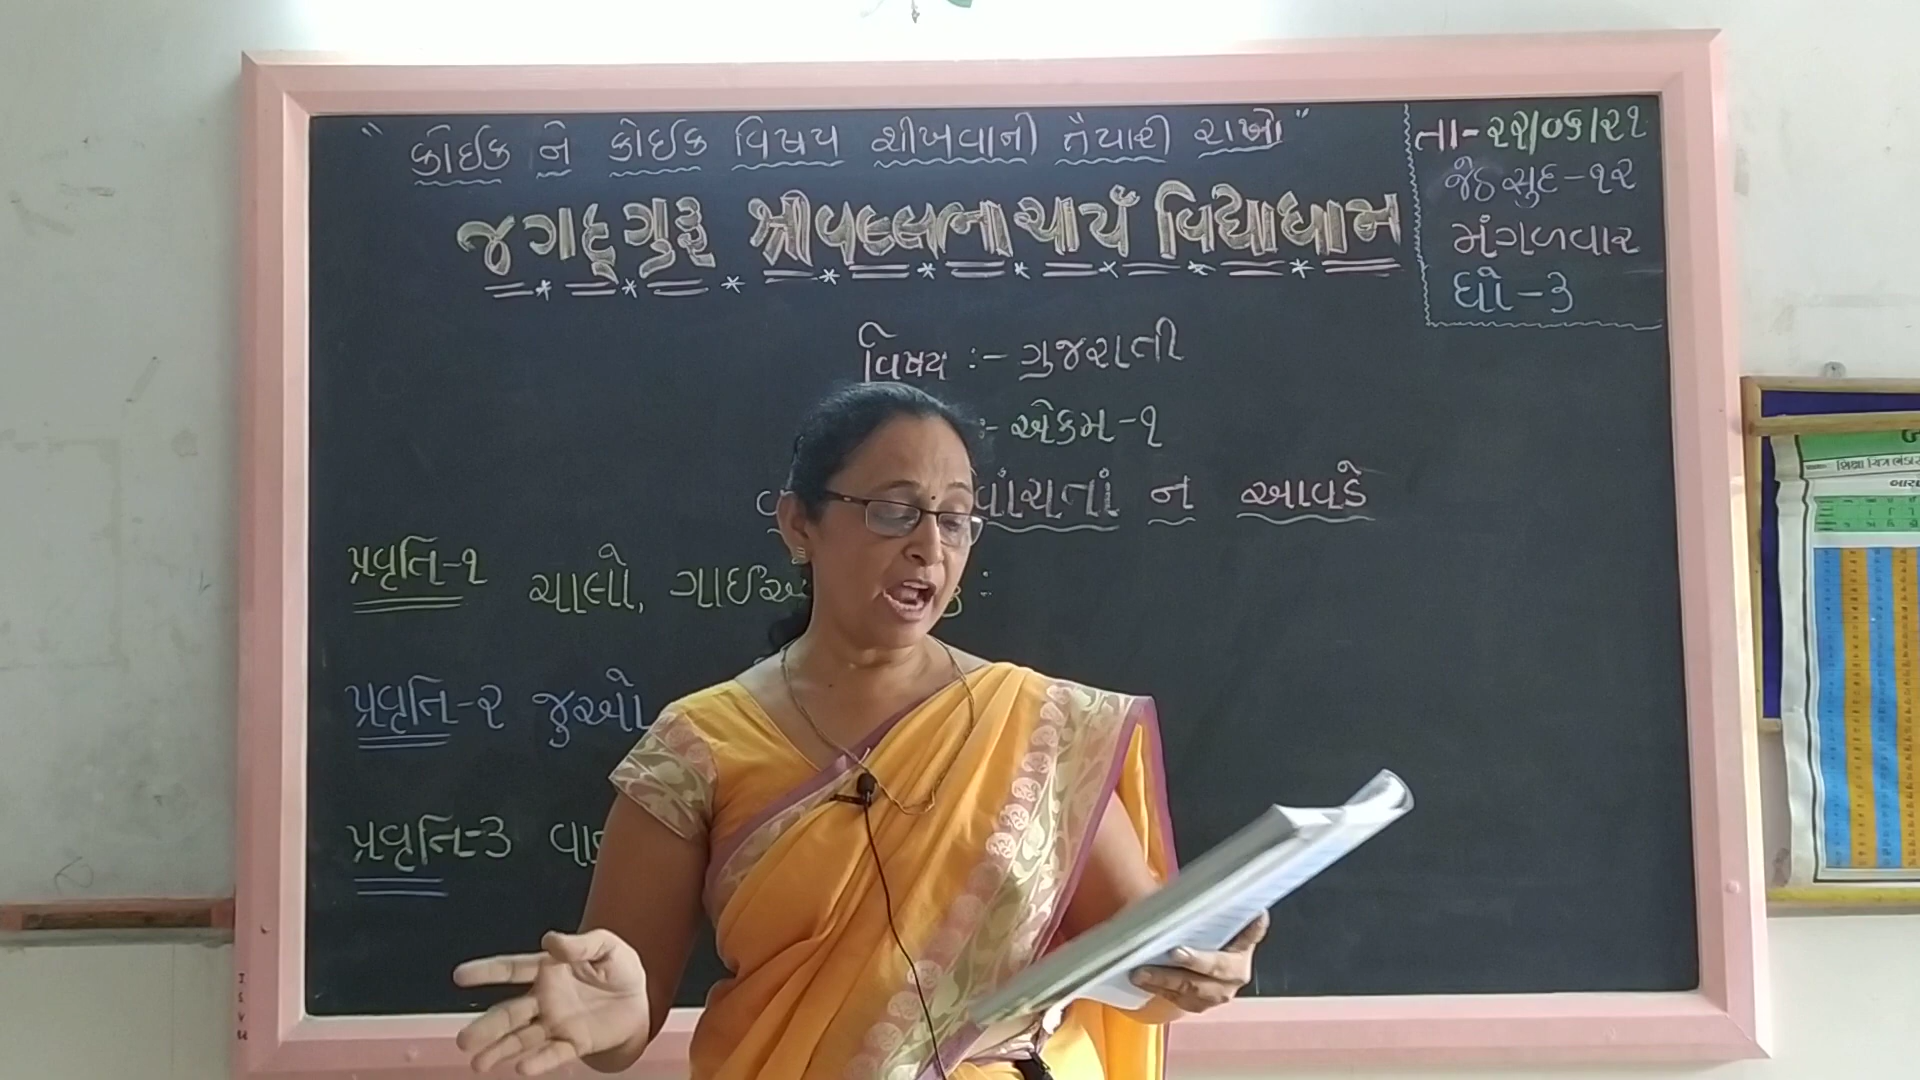 " કોઈક ને કોઈક વિષય શીખવાની તૈયારી રાખો "
જગદ્ગુરૂ શ્રીવલ્લભાચાર્ય વિદ્યાધામ
તા-૨૨/૦૬/૨૧
જેઠ સુદ-૧૨
મંગળવાર
ધો-૩
વિષય :- ગુજરાતી
:- એકમ-૧
વાંચતાં ન આવડે
પ્રવૃત્તિ-૧ ચાલો,
પ્રવૃત્તિ-૨ જુઓ
પ્રવૃત્તિ-૩